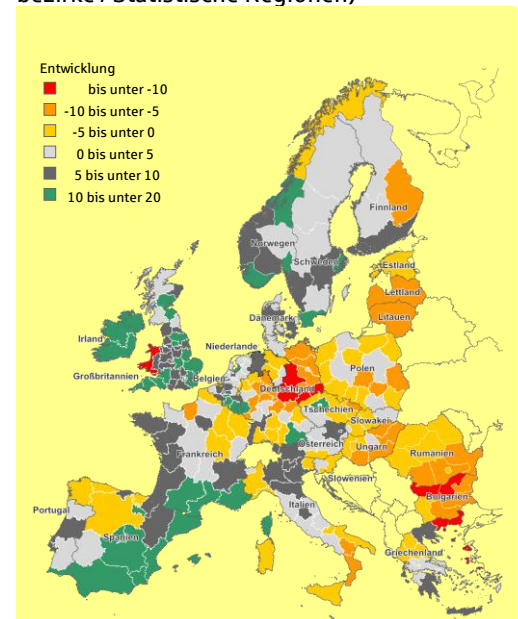 bezirke / Statistische Regionen)
Entwicklung
bis unter -10
-10 bis unter -5
-5 bis unter 0
0 bis unter 5
5 bis unter 10
10 bis unter 20
Finnland
Norwegen
Schweden
Estland
Lettland
Dänemark
Litauen
Irland
Niederlande
Großbritannien
Belgien
Deutschland
Polen
Tschechien
Slowakei
Frankreich
Österreich
Ungarn
Rumänien
Slowenien
Bulgarien
Italien
Portugal
Spanien
Griechenland